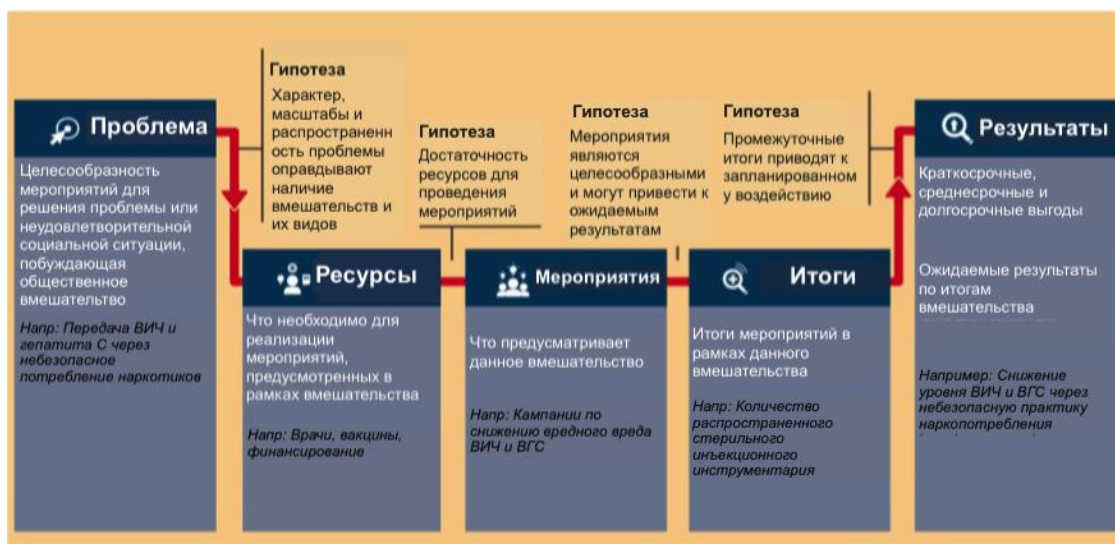 Проблема
Целесообразность
мероприятий для
решения проблемы или
неудовлетворительной
социальной ситуации,
побуждающая
общественное
вмешательтво
Напр: Передача ВИЧ и
гепатита С через
небезопасное
потребление наркотиков
Гипотеза
Характер,
масштабы и
распространенн
ость проблемы
оправдывают
наличие
вмешательств и
их видов
Ресурсы
Что необходимо для
реализации
мероприятий,
предусмотренных в
рамках вмешательства
Напр: Врачи, вакцины,
финансирование
Гипотеза
Достаточность
ресурсов для
проведения
мероприятий
Мероприятия
Что предусматривает
данное вмешательство
Напр: Кампании по
снижению вредного вреда
ВИЧ и ВГС
Гипотеза
Мероприятия
являются
целесообразными
и могут привести к
ожидаемым
результатам
Итоги
Итоги мероприятий в
рамках данного
вмешательства
Напр: Количество
распространенного
стерильного
инъекционного
инструментария
Гипотеза
Промежуточные
итоги приводят к
запланированном
у воздействию
Результаты
Краткосрочные,
среднесрочные и
долгосрочные выгоды
Ожидаемые результаты
по итогам
вмешательства
Например: Снижение
уровня ВИЧ и ВГС через
небезопасную практику
наркопотребления